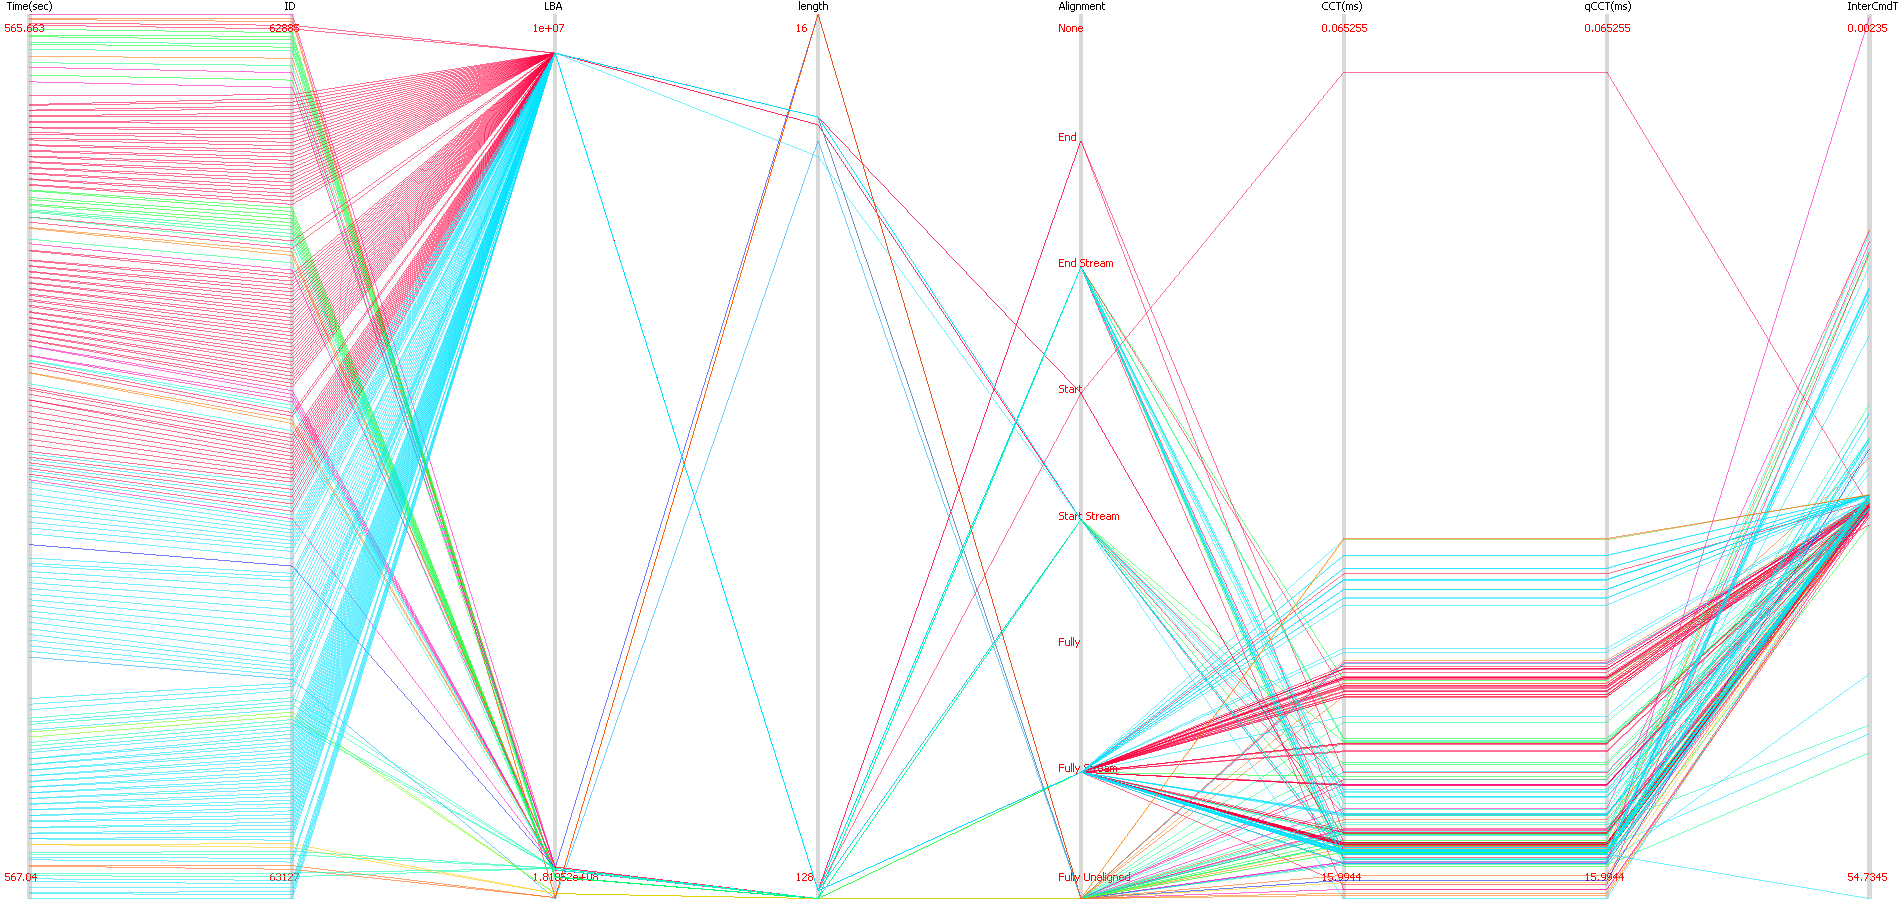 Time(sec) ID LBA length Alignment CCT(ms) qCCT(ms) InterCmdT
565.663 62885 1e+07 16 None 0.065255 0.065255 0.00235
End
End Stream
Start
Start Stream
Fully
Fully Stream
567.04 63127 1.81852e+06 128 Fully Unaligned 15.9944 15.9944 54.7345